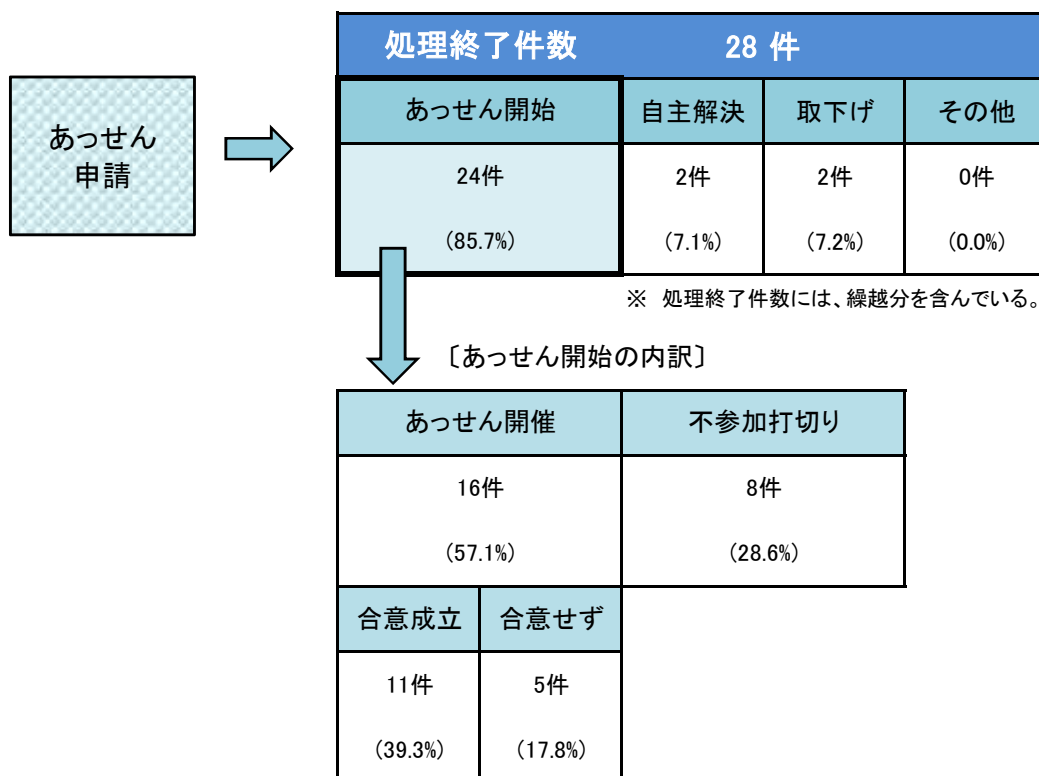 処理終了件数 28 件
あっせん
申請
あっせん開始 自主解決 取下げ その他
24件 2件 2件 0件
(85.7%) (7.1%) (7.2%) (0.0%)
※ 処理終了件数には、繰越分を含んでいる。
〔あっせん開始の内訳〕
あっせん開催 不参加打切り
16件 8件
(57.1%) (28.6%)
合意成立 合意せず
11件 5件
(39.3%) (17.8%)